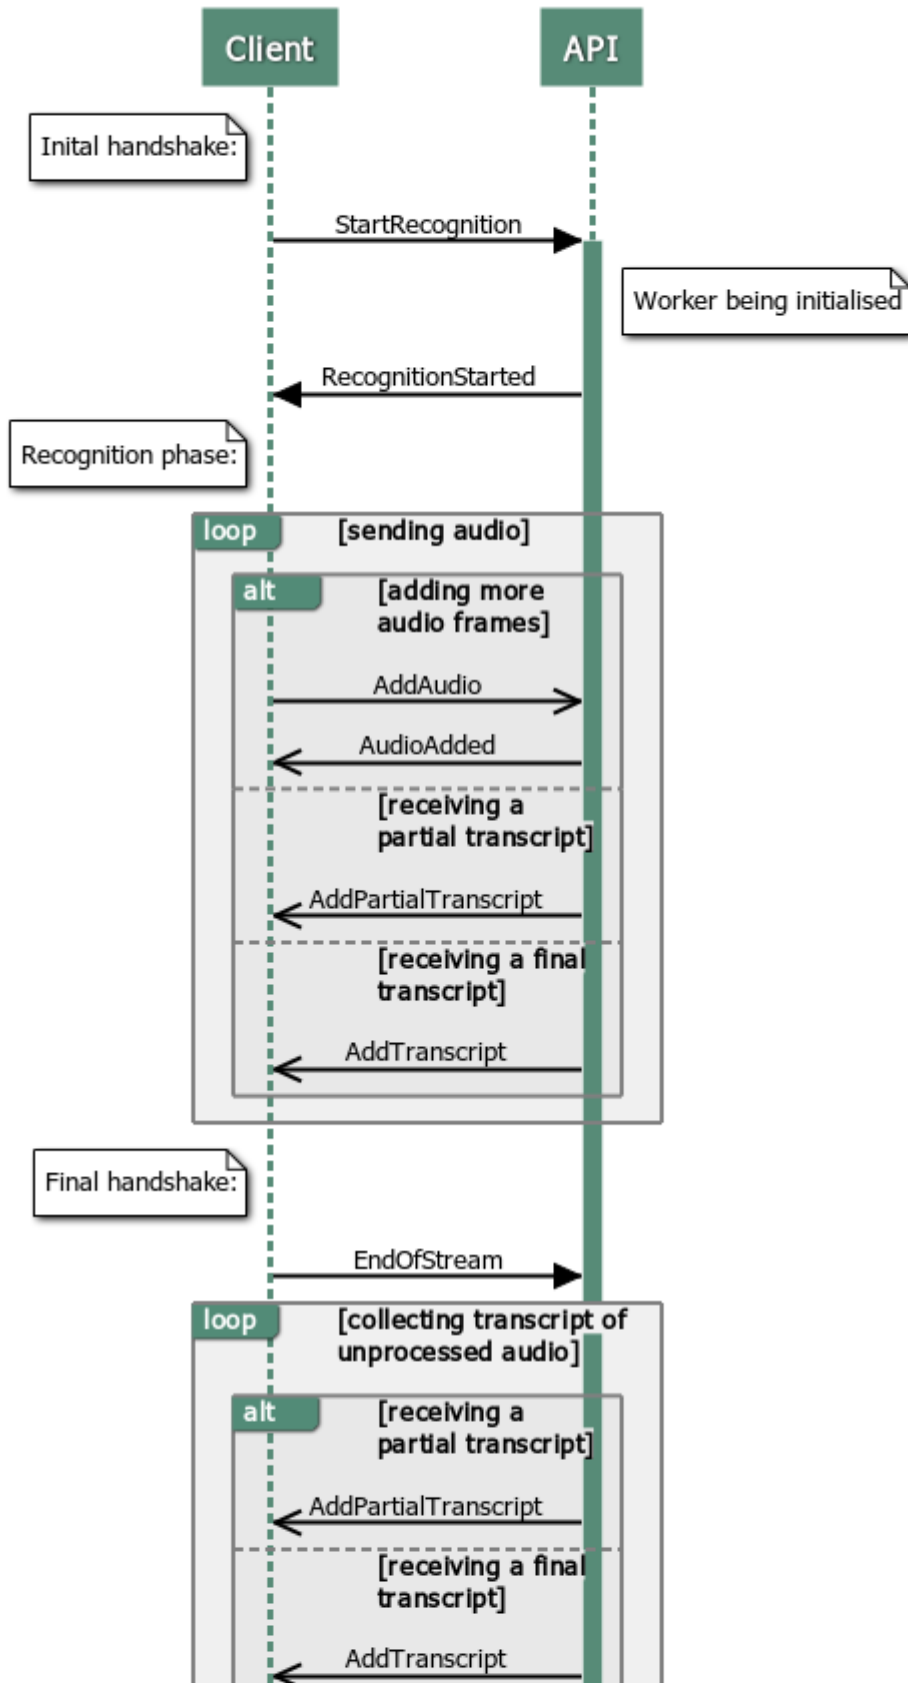 Client
API
Inital handshake:
StartRecognition
Worker being initialised
RecognitionStarted
Recognition phase:
loop
[sending audio]
alt
[adding more
audio frames]
AddAudio
AudioAdded
[receiving a
partial transcript]
AddPartialTranscript
[receiving a final
transcript]
AddTranscript
Final handshake:
EndOfStream
loop
[collecting transcript of
unprocessed audio]
alt
[receiving a
partial transcript]
AddPartialTranscript
[receiving a final
transcript]
AddTranscript